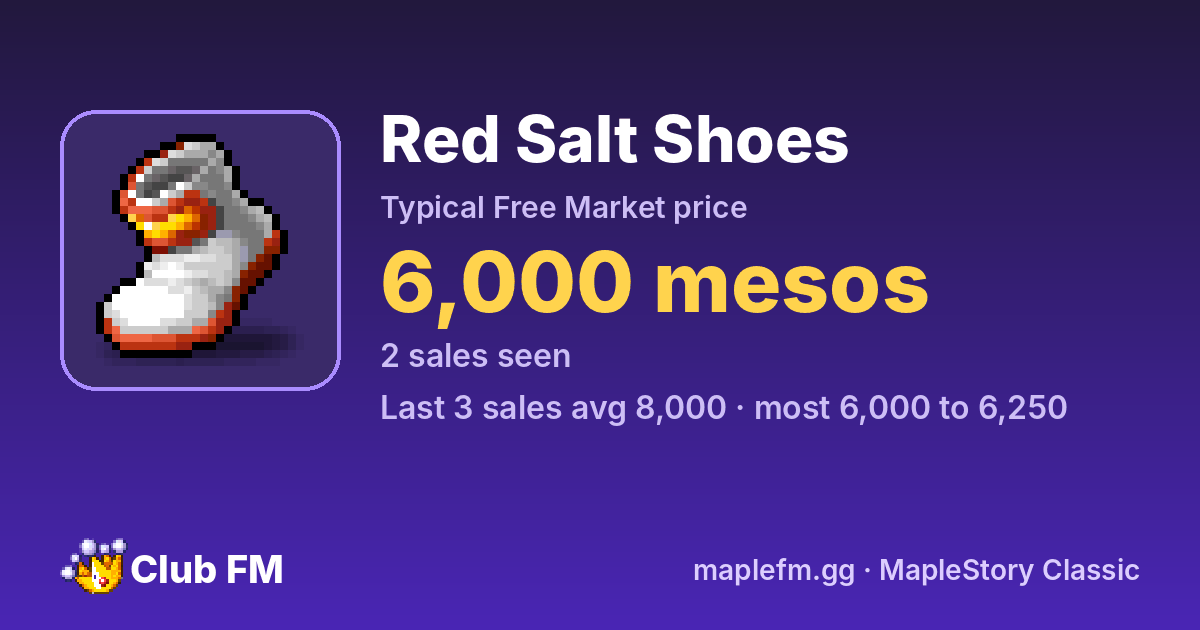 Red Salt Shoes
Typical Free Market price
6,000 mesos
2 sales seen
Last 3 sales avg 8,000 · most 6,000 to 6,250
Club FM
maplefm.gg · MapleStory Classic